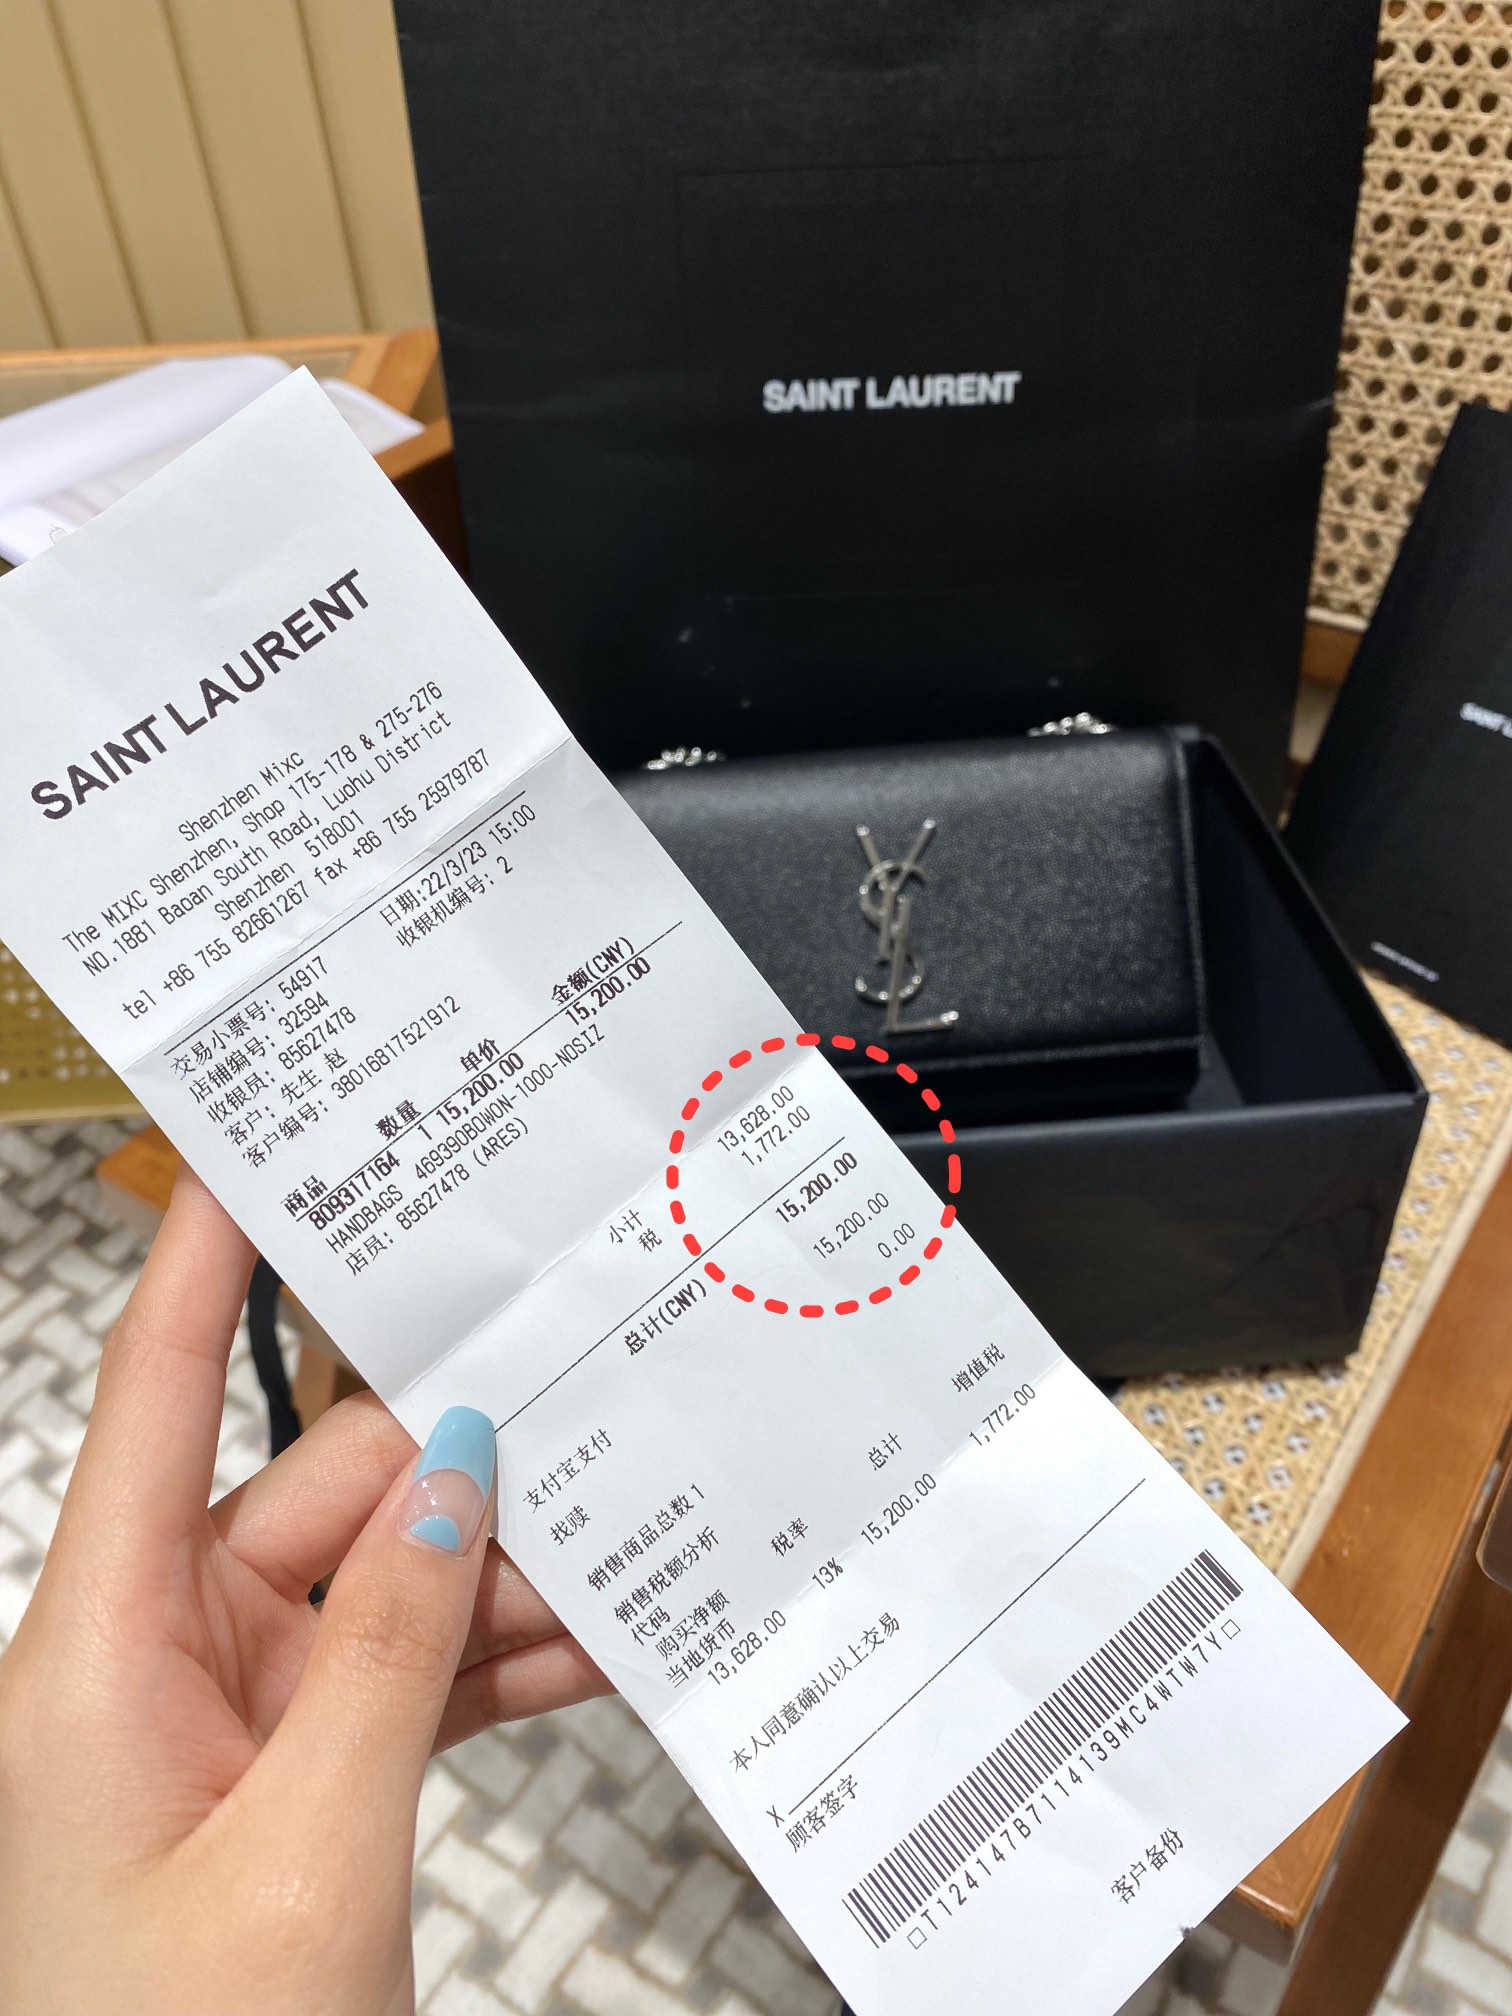 SAINT LAURENT
SAINT LAURENT
Shenzhen Mixc
The MIXC Shenzhen, Shop 175-178 & 275-276
NO.1881 Baoan South Road, Luohu District
Shenzhen 518001
tel +86 755 82661267 fax +86 755 25979787
交易小票号: 54917 日期:22/3/23 15:00
店铺编号: 32594 收银机编号: 2
收银员: 85627478
客户: 先生 赵
客户编号: 38016817521912
商品 数量 单价 金额(CNY)
809317164 1 15,200.00 15,200.00
HANDBAGS 469390BOWON-1000-NOSIZ
店员: 85627478 (ARES)
小计 13,628.00
税 1,772.00
总计(CNY) 15,200.00
支付宝支付 15,200.00
找赎 0.00
销售商品总数 1
销售税额分析
代码 税率 总计 增值税
购买净额 13% 15,200.00 1,772.00
当地货币
13,628.00
本人同意确认以上交易
X
顾客签字
T124147B7114139MC4WTW7Y
客户备份
YSL